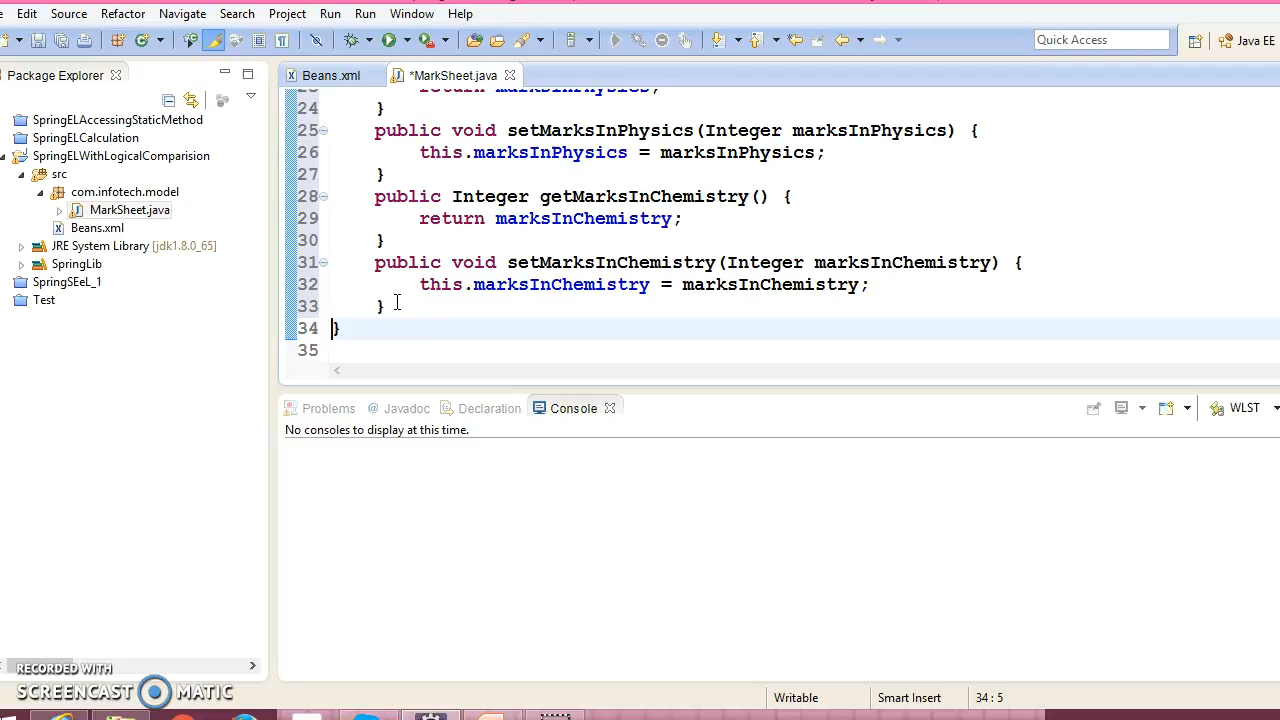 Edit Source Refactor Navigate Search Project Run Run Window Help
Quick Access
Java EE
Package Explorer
SpringELAccessingStaticMethod
SpringELCalculation
SpringELWithLogicalComparision
src
com.infotech.model
MarkSheet.java
Beans.xml
JRE System Library [jdk1.8.0_65]
SpringLib
SpringSEeL_1
Test
Beans.xml *MarkSheet.java
24 }
25 public void setMarksInPhysics(Integer marksInPhysics) {
26 this.marksInPhysics = marksInPhysics;
27 }
28 public Integer getMarksInChemistry() {
29 return marksInChemistry;
30 }
31 public void setMarksInChemistry(Integer marksInChemistry) {
32 this.marksInChemistry = marksInChemistry;
33 }
34 }
35
Problems @ Javadoc Declaration Console
WLST
No consoles to display at this time.
Writable Smart Insert 34 : 5
RECORDED WITH
SCREENCAST MATIC